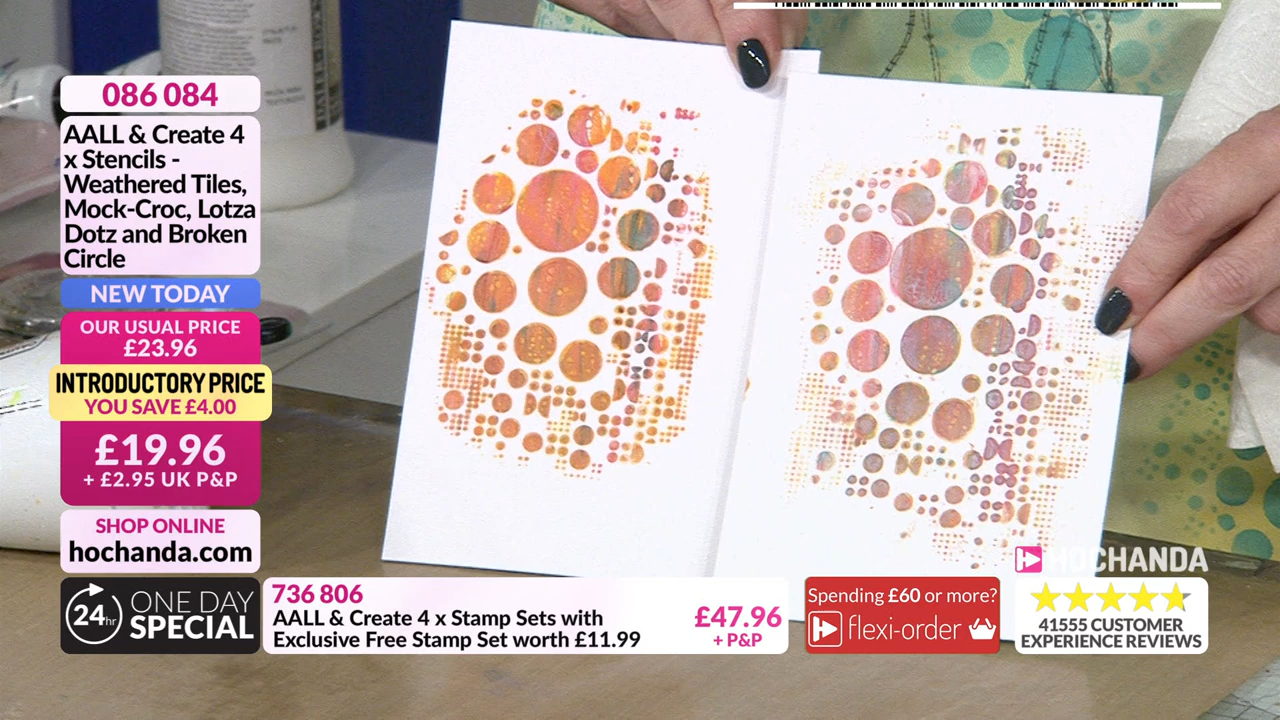 086 084
AALL & Create 4
x Stencils -
Weathered Tiles,
Mock-Croc, Lotza
Dotz and Broken
Circle
NEW TODAY
OUR USUAL PRICE
£23.96
INTRODUCTORY PRICE
YOU SAVE £4.00
£19.96
+ £2.95 UK P&P
SHOP ONLINE
hochanda.com
24hr
ONE DAY
SPECIAL
736 806
AALL & Create 4 x Stamp Sets with
Exclusive Free Stamp Set worth £11.99
£47.96
+ P&P
Spending £60 or more?
flexi-order
HOCHANDA
41555 CUSTOMER
EXPERIENCE REVIEWS